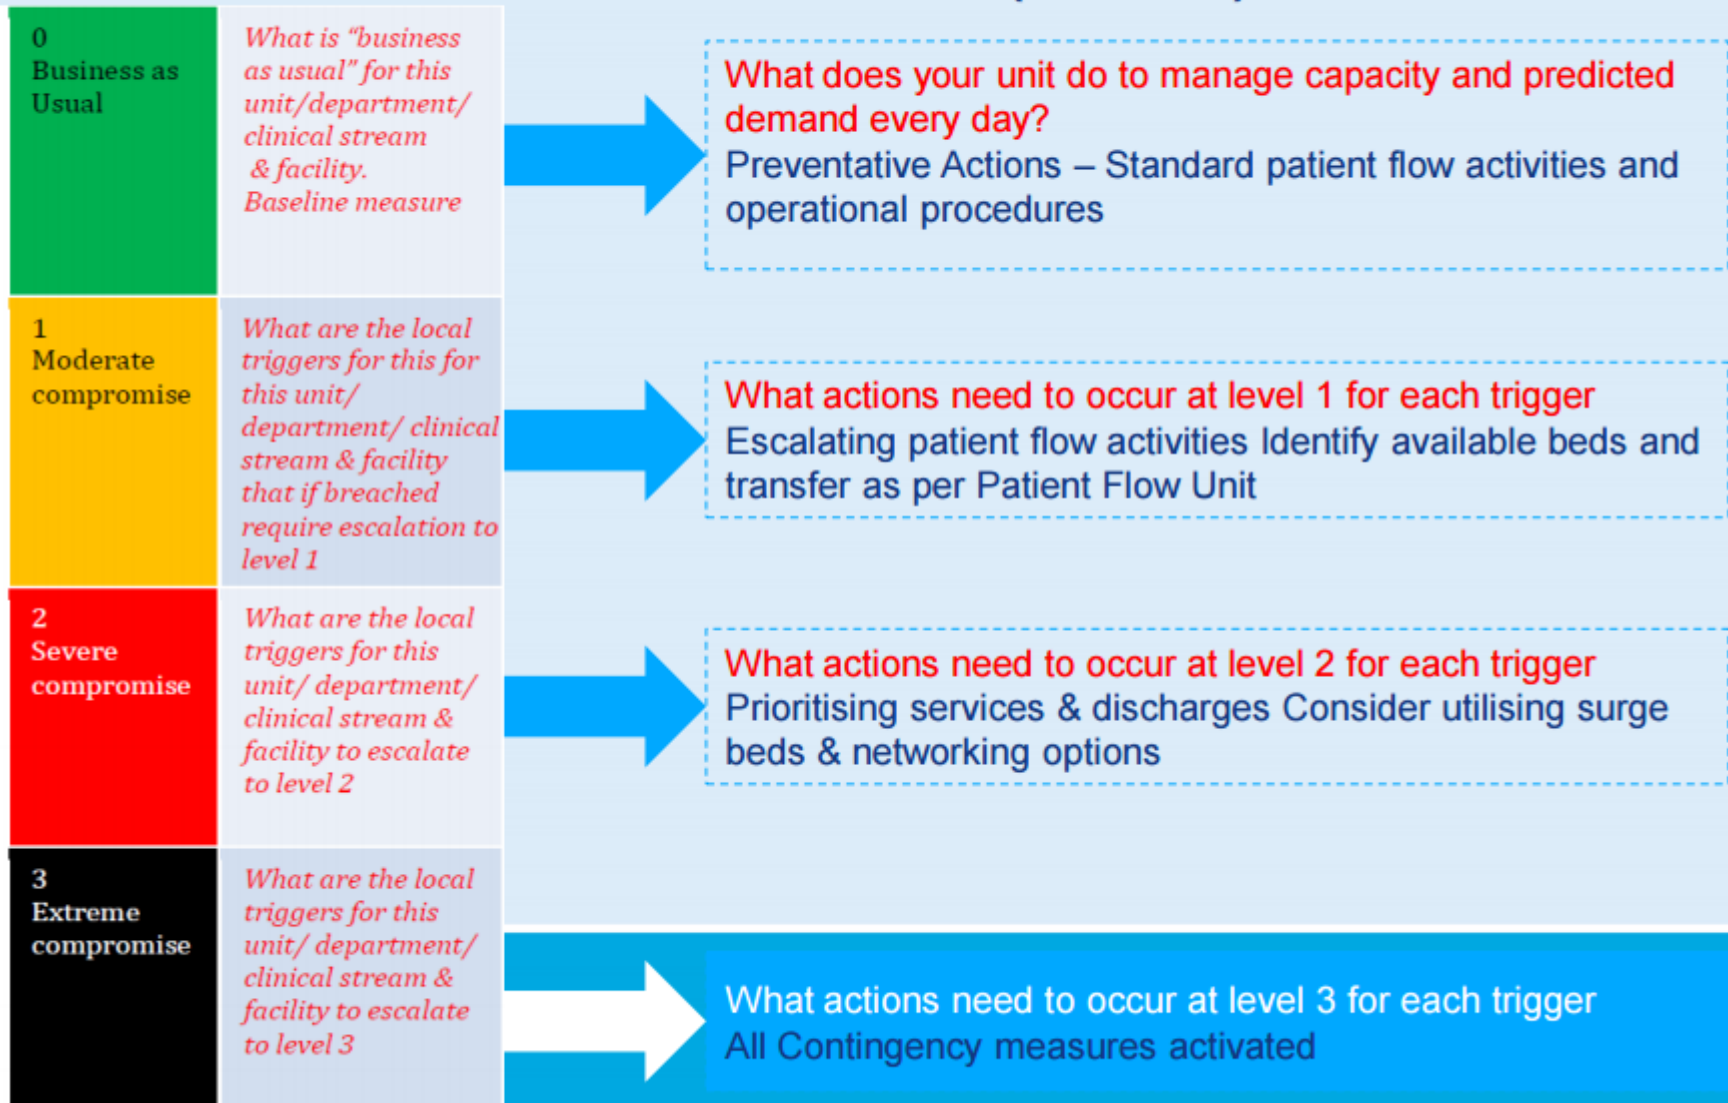 0
Business as
Usual
What is “business
as usual” for this
unit/department/
clinical stream
& facility.
Baseline measure
What does your unit do to manage capacity and predicted
demand every day?
Preventative Actions – Standard patient flow activities and
operational procedures
1
Moderate
compromise
What are the local
triggers for this for
this unit/
department/ clinical
stream & facility
that if breached
require escalation to
level 1
What actions need to occur at level 1 for each trigger
Escalating patient flow activities Identify available beds and
transfer as per Patient Flow Unit
2
Severe
compromise
What are the local
triggers for this
unit/ department/
clinical stream &
facility to escalate
to level 2
What actions need to occur at level 2 for each trigger
Prioritising services & discharges Consider utilising surge
beds & networking options
3
Extreme
compromise
What are the local
triggers for this
unit/ department/
clinical stream &
facility to escalate
to level 3
What actions need to occur at level 3 for each trigger
All Contingency measures activated